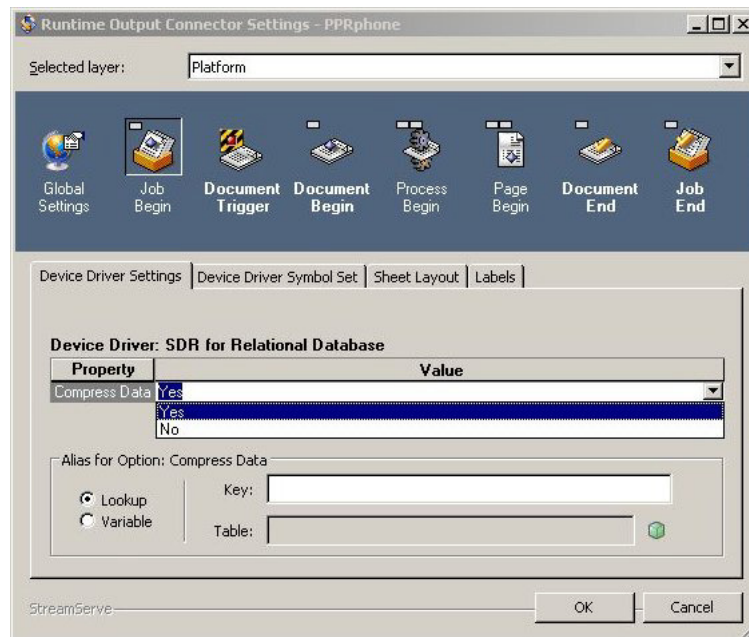 Runtime Output Connector Settings - PPRphone
Selected layer: Platform
Global Settings
Job Begin
Document Trigger
Document Begin
Process Begin
Page Begin
Document End
Job End
Device Driver Settings Device Driver Symbol Set Sheet Layout Labels
Device Driver: SDR for Relational Database
Property Value
Compress Data Yes
Yes
No
Alias for Option: Compress Data
Lookup
Variable
Key:
Table:
StreamServe OK Cancel